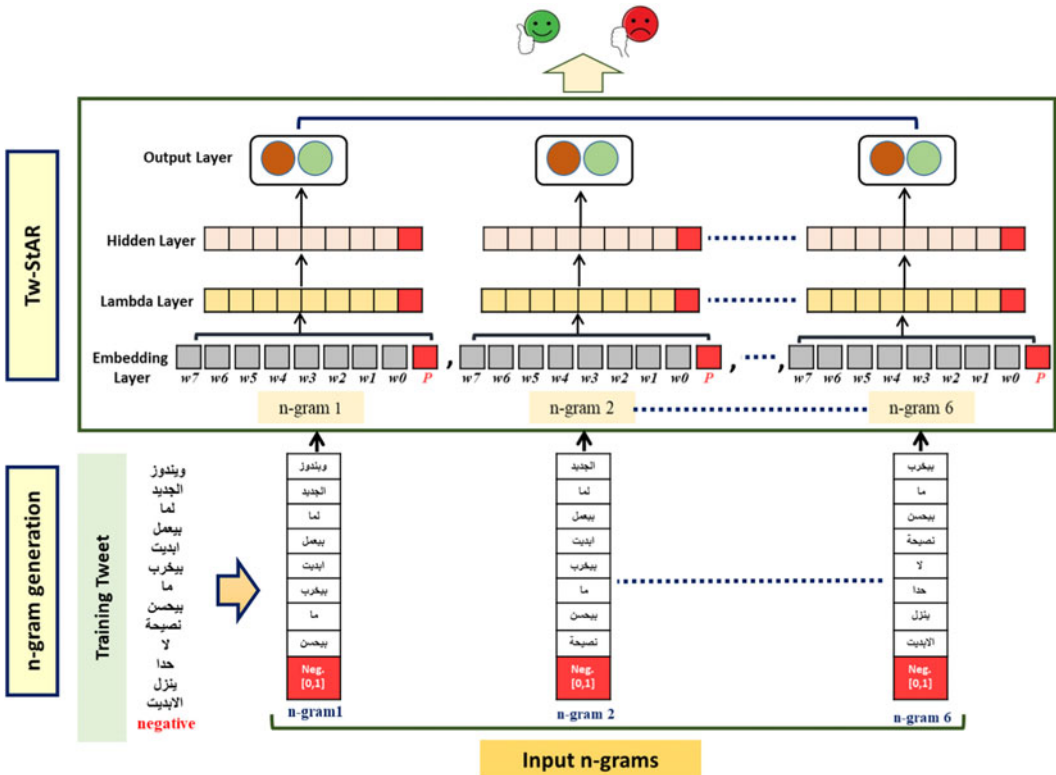 Tw-StAR
Output Layer
Hidden Layer
Lambda Layer
Embedding Layer
w7 w6 w5 w4 w3 w2 w1 w0 P , w7 w6 w5 w4 w3 w2 w1 w0 P , , w7 w6 w5 w4 w3 w2 w1 w0 P
n-gram 1
n-gram 2
n-gram 6
n-gram generation
Training Tweet
ويندوز
الجديد
لما
بيعمل
ابديت
بيخرب
ما
بيحسن
نصيحة
لا
حدا
ينزل
الابديت
negative
ويندوز
الجديد
لما
بيعمل
ابديت
بيخرب
ما
بيحسن
Neg.
[0,1]
n-gram1
الجديد
لما
بيعمل
ابديت
بيخرب
ما
بيحسن
نصيحة
Neg.
[0,1]
n-gram 2
بيخرب
ما
بيحسن
نصيحة
لا
حدا
ينزل
الابديت
Neg.
[0,1]
n-gram 6
Input n-grams